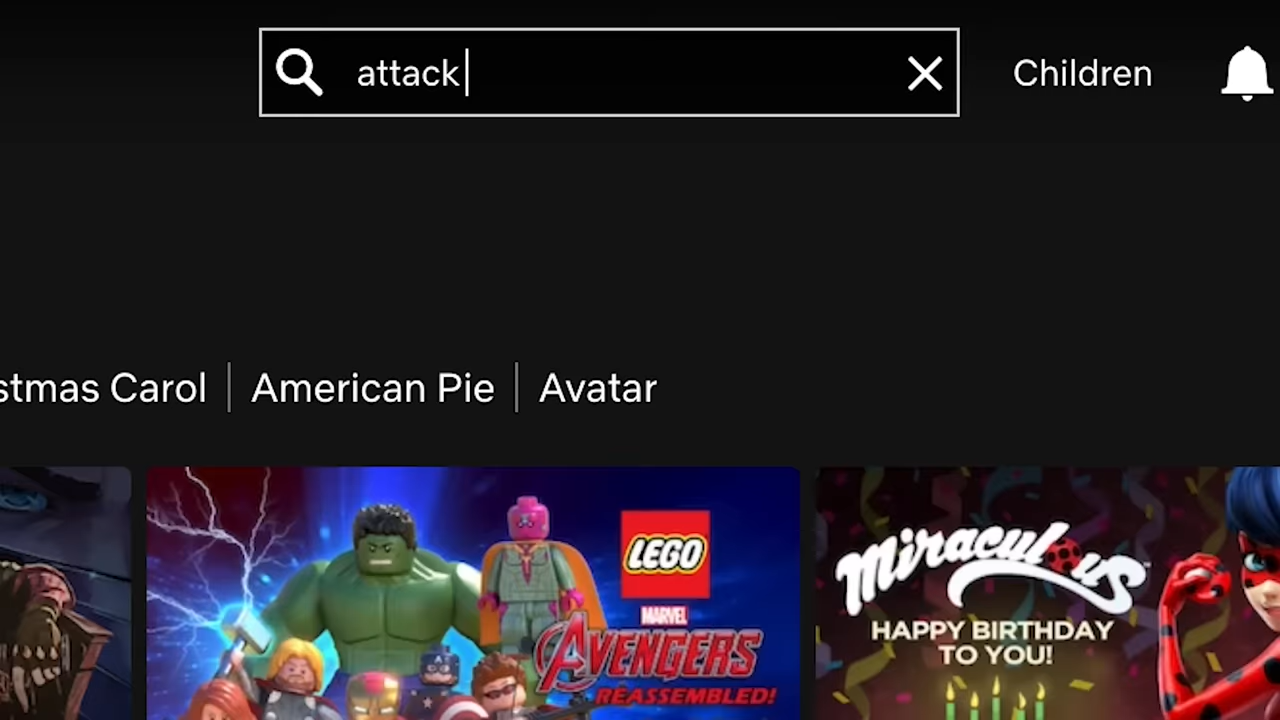 attack
Children
stmas Carol
American Pie
Avatar
LEGO
MARVEL
AVENGERS
REASSEMBLED!
Miraculous
HAPPY BIRTHDAY
TO YOU!